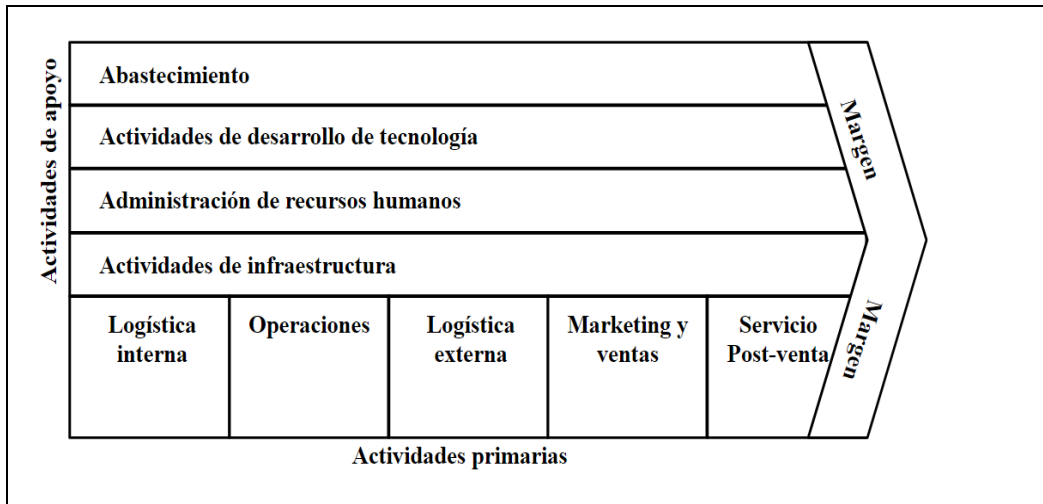 Actividades de apoyo
Abastecimiento
Actividades de desarrollo de tecnología
Administración de recursos humanos
Actividades de infraestructura
Margen
Logística
interna
Operaciones
Logística
externa
Marketing y
ventas
Servicio
Post-venta
Margen
Actividades primarias